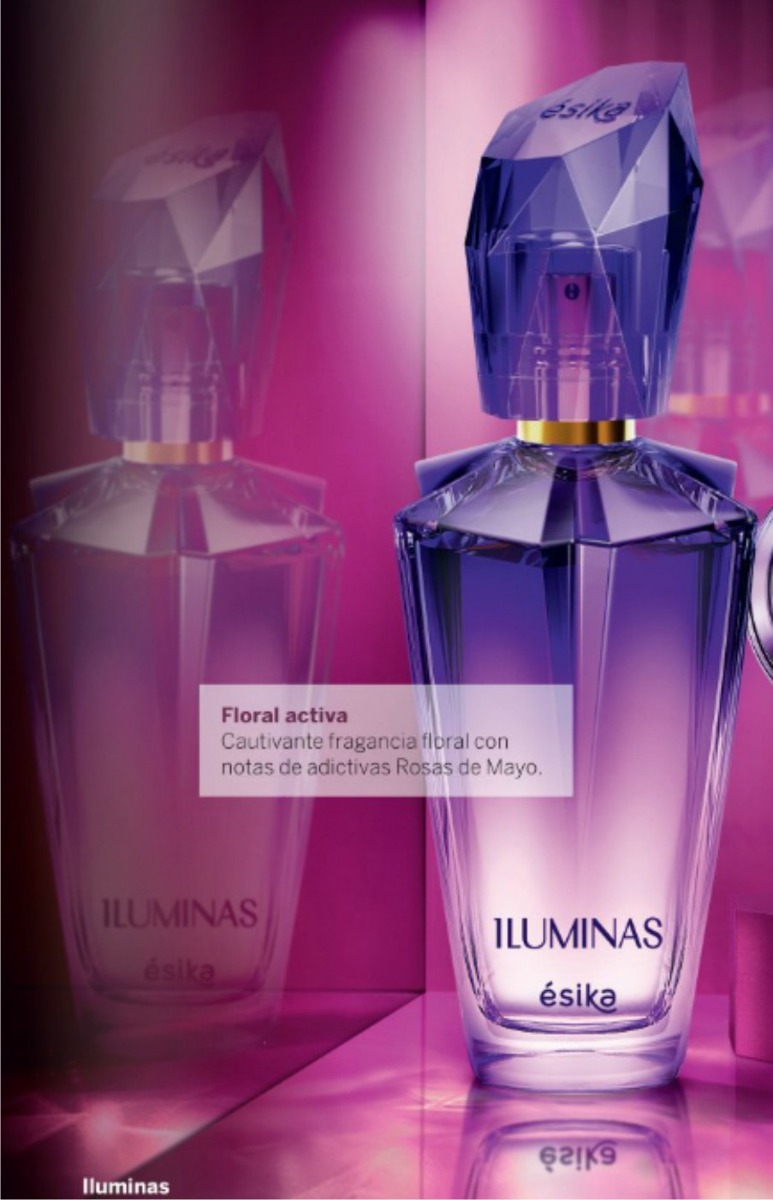 ésika
ésika
Floral activa
Cautivante fragancia floral con
notas de adictivas Rosas de Mayo.
ILUMINAS
ésika
ILUMINAS
ésika
ésika
Iluminas